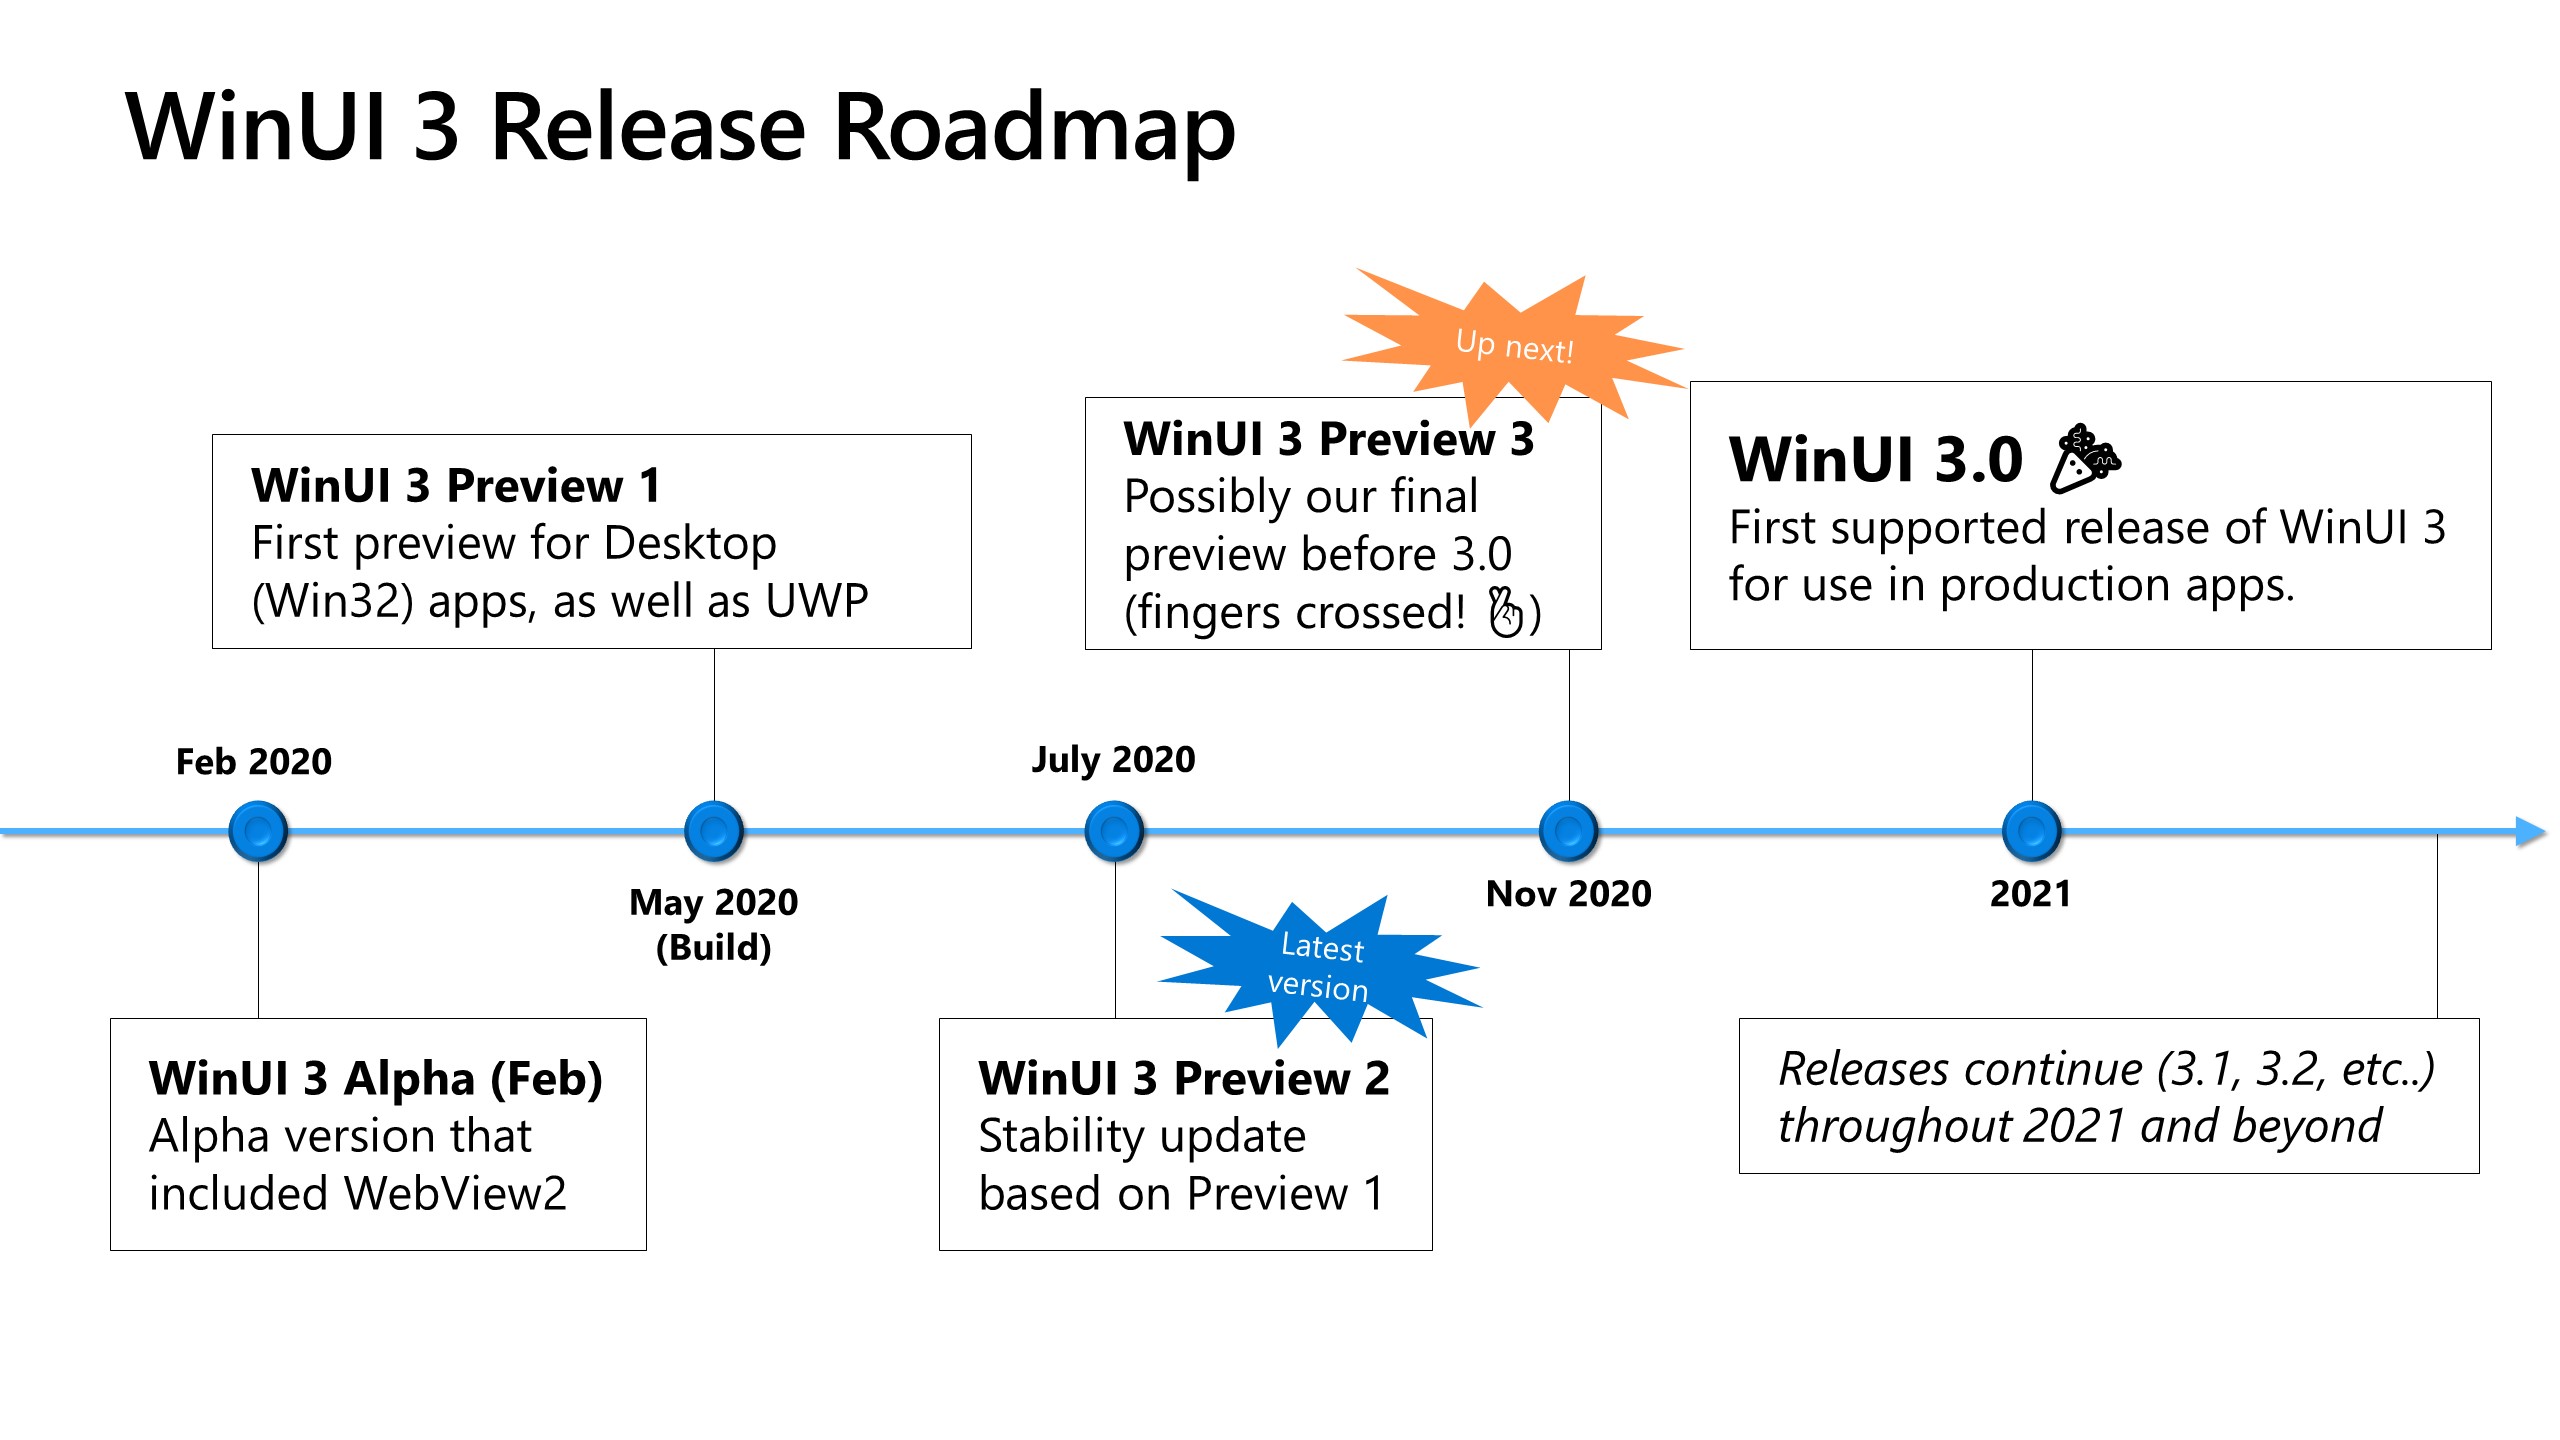 WinUI 3 Release Roadmap
Up next!
WinUI 3 Preview 1
First preview for Desktop
(Win32) apps, as well as UWP
WinUI 3 Preview 3
Possibly our final
preview before 3.0
(fingers crossed! 🤞)
WinUI 3.0 🎉
First supported release of WinUI 3
for use in production apps.
Feb 2020
July 2020
May 2020
(Build)
Nov 2020
2021
Latest
version
WinUI 3 Alpha (Feb)
Alpha version that
included WebView2
WinUI 3 Preview 2
Stability update
based on Preview 1
Releases continue (3.1, 3.2, etc..)
throughout 2021 and beyond